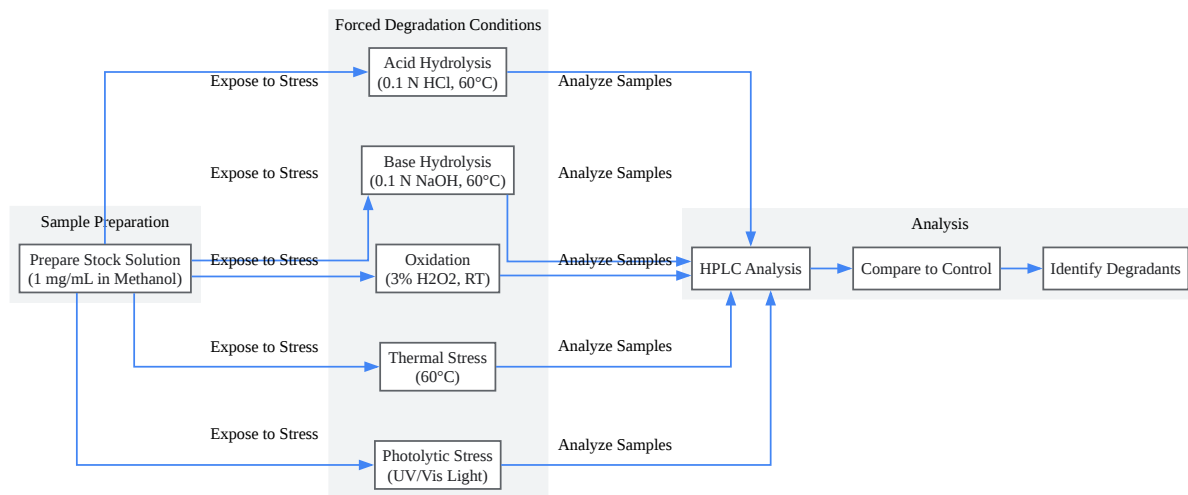 Forced Degradation Conditions
Acid Hydrolysis
(0.1 N HCl, 60°C)
Expose to Stress
Analyze Samples
Base Hydrolysis
(0.1 N NaOH, 60°C)
Expose to Stress
Analyze Samples
Sample Preparation
Analysis
Prepare Stock Solution
(1 mg/mL in Methanol)
Expose to Stress
Oxidation
(3% H2O2, RT)
Analyze Samples
HPLC Analysis
Compare to Control
Identify Degradants
Expose to Stress
Thermal Stress
(60°C)
Analyze Samples
Expose to Stress
Photolytic Stress
(UV/Vis Light)
Analyze Samples